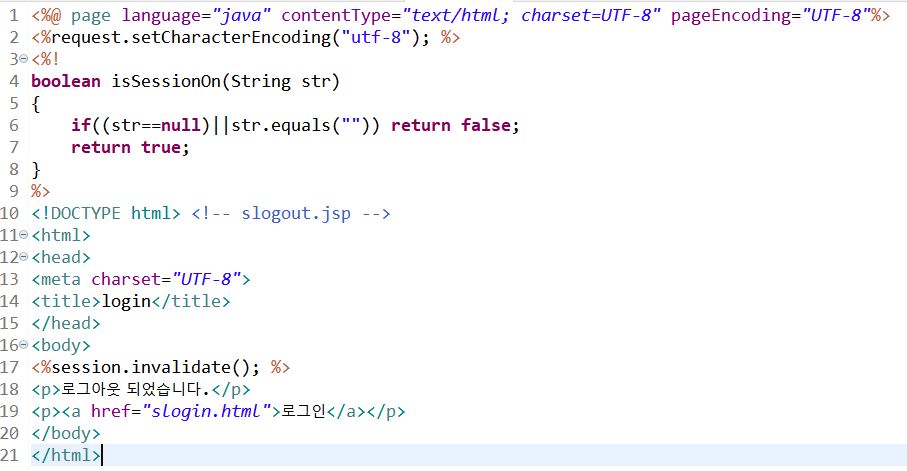 1 <%@ page language="java" contentType="text/html; charset=UTF-8" pageEncoding="UTF-8"%>
2 <%request.setCharacterEncoding("utf-8"); %>
3 <%!
4 boolean isSessionOn(String str)
5 {
6     if((str==null)||str.equals("")) return false;
7     return true;
8 }
9 %>
10 <!DOCTYPE html> <!-- slogout.jsp -->
11 <html>
12 <head>
13 <meta charset="UTF-8">
14 <title>login</title>
15 </head>
16 <body>
17 <%session.invalidate(); %>
18 <p>로그아웃 되었습니다.</p>
19 <p><a href="slogin.html">로그인</a></p>
20 </body>
21 </html>